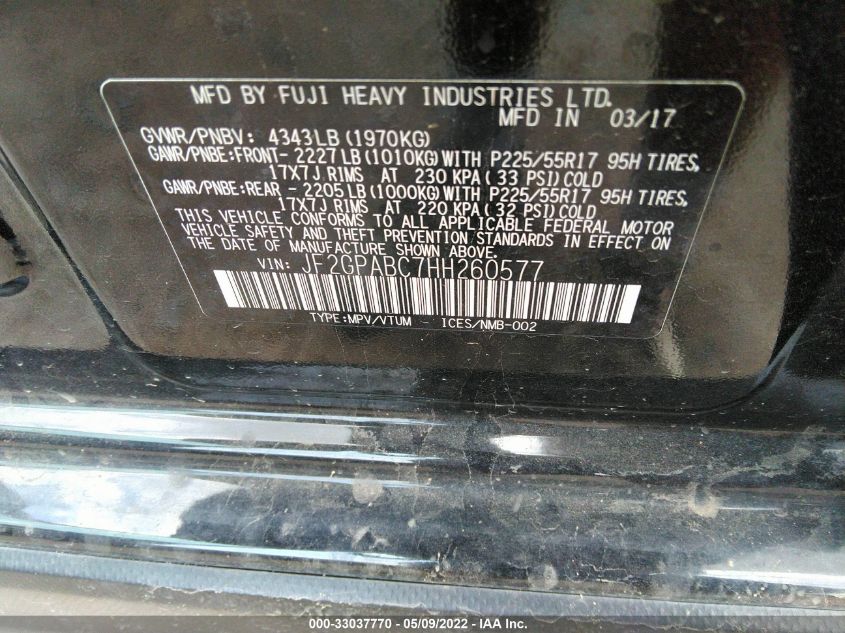 MFD BY FUJI HEAVY INDUSTRIES LTD.
MFD IN 03/17
GVWR/PNBV: 4343LB(1970KG)
GAWR/PNBE:FRONT- 2227LB(1010KG)WITH P225/55R17 95H TIRES,
17X7J RIMS AT 230 KPA(33 PSI)COLD
GAWR/PNBE:REAR - 2205LB(1000KG)WITH P225/55R17 95H TIRES,
17X7J RIMS AT 220 KPA(32 PSI)COLD
THIS VEHICLE CONFORMS TO ALL APPLICABLE FEDERAL MOTOR
VEHICLE SAFETY AND THEFT PREVENTION STANDARDS IN EFFECT ON
THE DATE OF MANUFACTURE SHOWN ABOVE.
VIN: JF2GPABC7HH260577
TYPE:MPV/VTUM - ICES/NMB-002
000-33037770 - 05/09/2022 - IAA Inc.